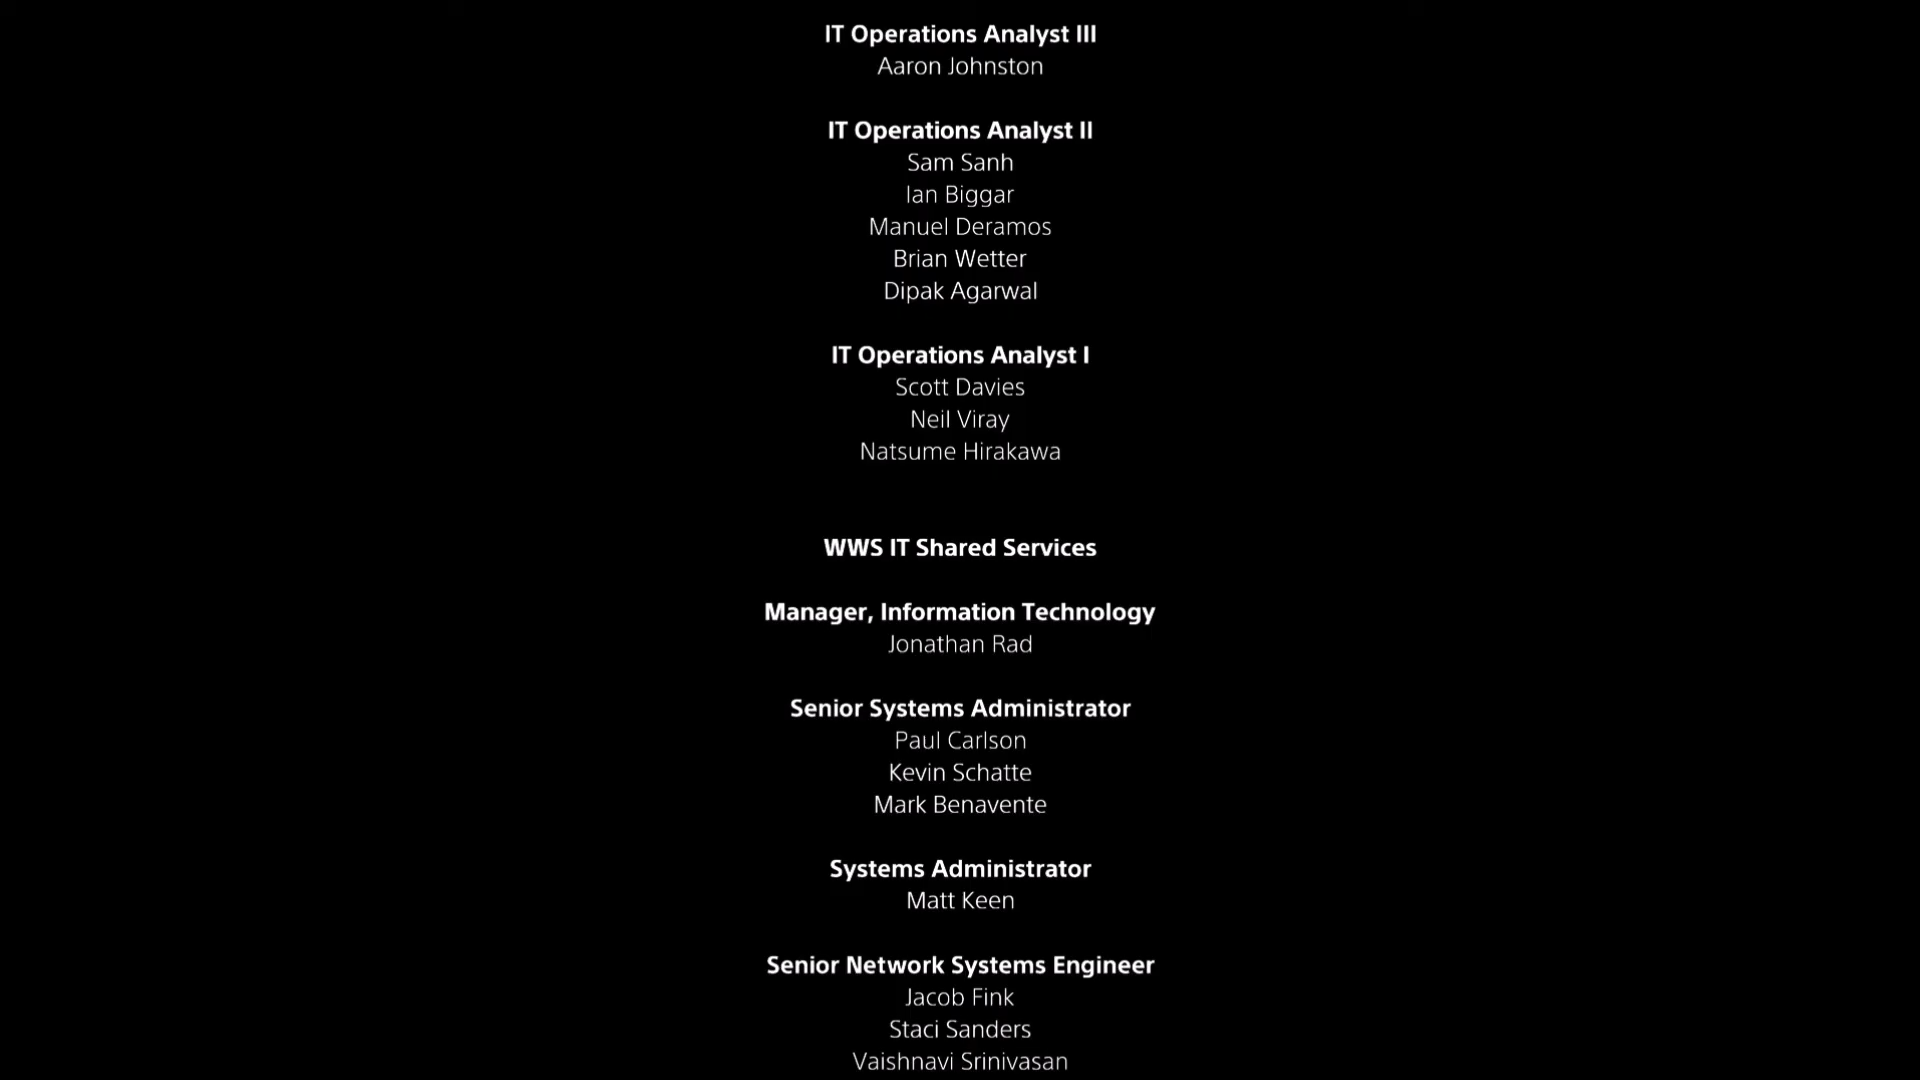 IT Operations Analyst III
Aaron Johnston
IT Operations Analyst II
Sam Sanh
Ian Biggar
Manuel Deramos
Brian Wetter
Dipak Agarwal
IT Operations Analyst I
Scott Davies
Neil Viray
Natsume Hirakawa
WWS IT Shared Services
Manager, Information Technology
Jonathan Rad
Senior Systems Administrator
Paul Carlson
Kevin Schatte
Mark Benavente
Systems Administrator
Matt Keen
Senior Network Systems Engineer
Jacob Fink
Staci Sanders
Vaishnavi Srinivasan